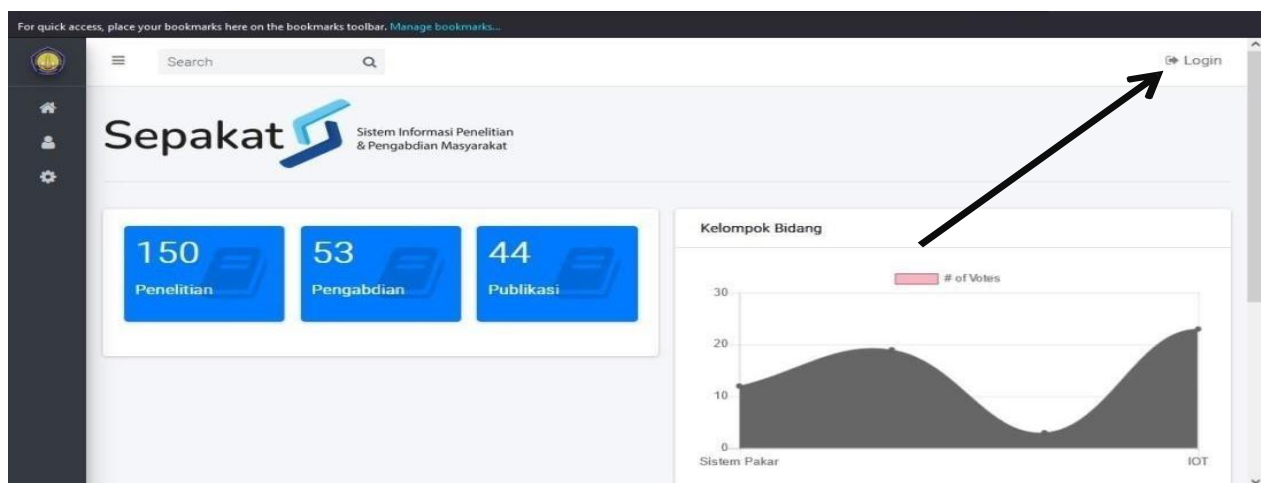 For quick access, place your bookmarks here on the bookmarks toolbar. Manage bookmarks...
Search
Login
Sepakat
Sistem Informasi Penelitian
& Pengabdian Masyarakat
150
Penelitian
53
Pengabdian
44
Publikasi
Kelompok Bidang
# of Votes
30
20
10
0
Sistem Pakar
IOT